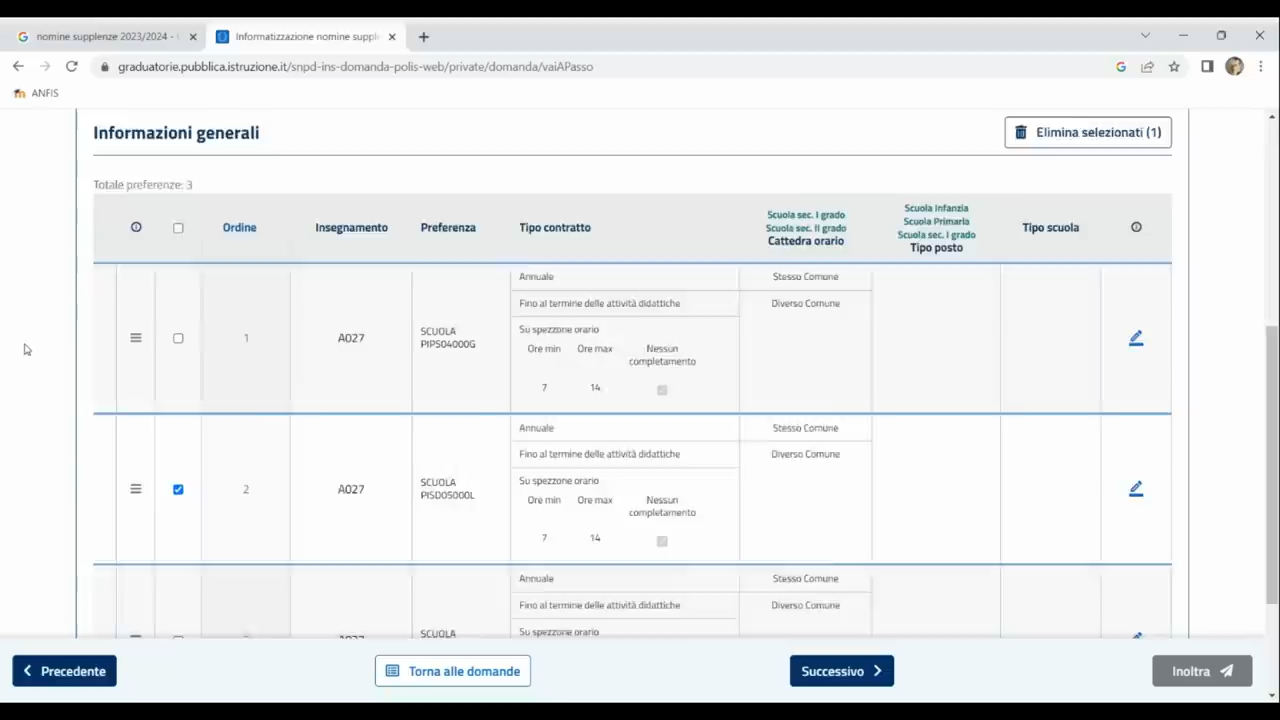 nomine supplenze 2023/2024 -
Informatizzazione nomine supple
graduatorie.pubblica.istruzione.it/snpd-ins-domanda-polis-web/private/domanda/vaiAPasso
ANFIS
Informazioni generali
Elimina selezionati (1)
Totale preferenze: 3
Ordine
Insegnamento
Preferenza
Tipo contratto
Scuola sec. I grado
Scuola sec. II grado
Cattedra orario
Scuola Infanzia
Scuola Primaria
Scuola sec. I grado
Tipo posto
Tipo scuola
1
A027
SCUOLA
PIPS04000G
Annuale
Fino al termine delle attività didattiche
Su spezzone orario
Ore min Ore max Nessun
completamento
7 14
Stesso Comune
Diverso Comune
2
A027
SCUOLA
PISD05000L
Annuale
Fino al termine delle attività didattiche
Su spezzone orario
Ore min Ore max Nessun
completamento
7 14
Stesso Comune
Diverso Comune
A027
SCUOLA
Annuale
Fino al termine delle attività didattiche
Su spezzone orario
Stesso Comune
Diverso Comune
Precedente
Torna alle domande
Successivo
Inoltra